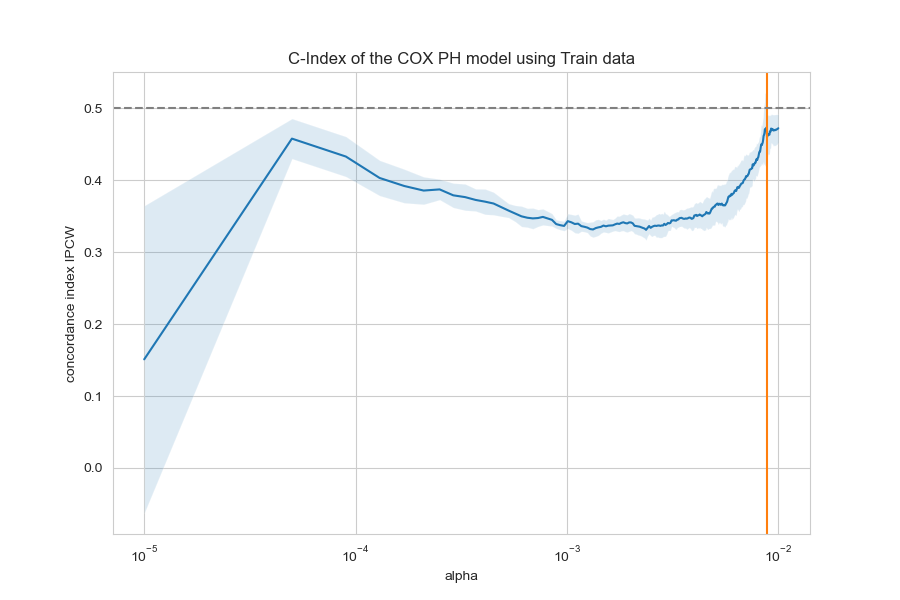 C-Index of the COX PH model using Train data
concordance index IPCW
0.5
0.4
0.3
0.2
0.1
0.0
10⁻⁵ 10⁻⁴ 10⁻³ 10⁻²
alpha